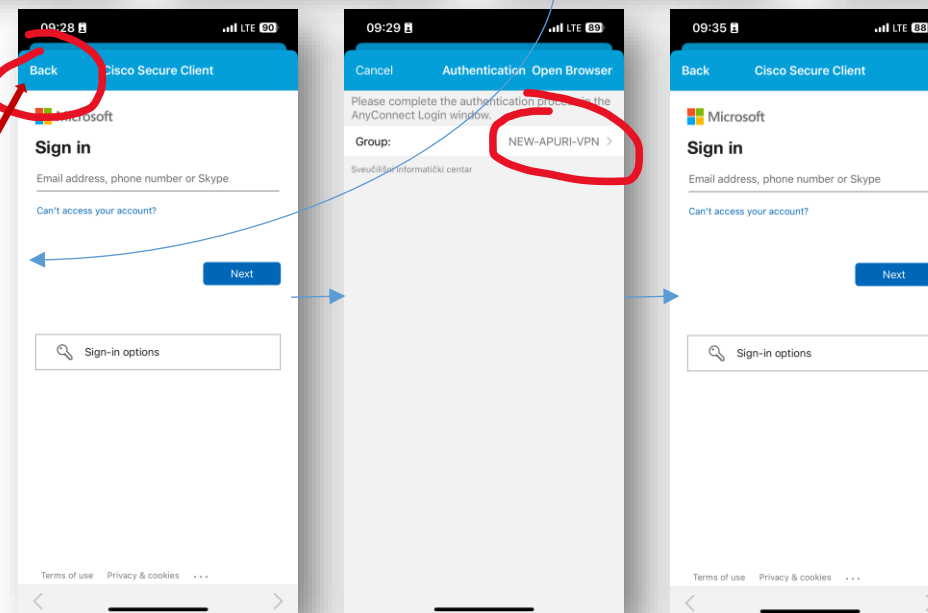 09:28 LTE 90
Back Cisco Secure Client
Microsoft
Sign in
Email address, phone number or Skype
Can't access your account?
Next
Sign-in options
Terms of use Privacy & cookies ...
09:29 LTE 89
Cancel Authentication Open Browser
Please complete the authentication process in the
AnyConnect Login window.
Group: NEW-APURI-VPN >
Sveučilišni informatički centar
09:35 LTE 88
Back Cisco Secure Client
Microsoft
Sign in
Email address, phone number or Skype
Can't access your account?
Next
Sign-in options
Terms of use Privacy & cookies ...